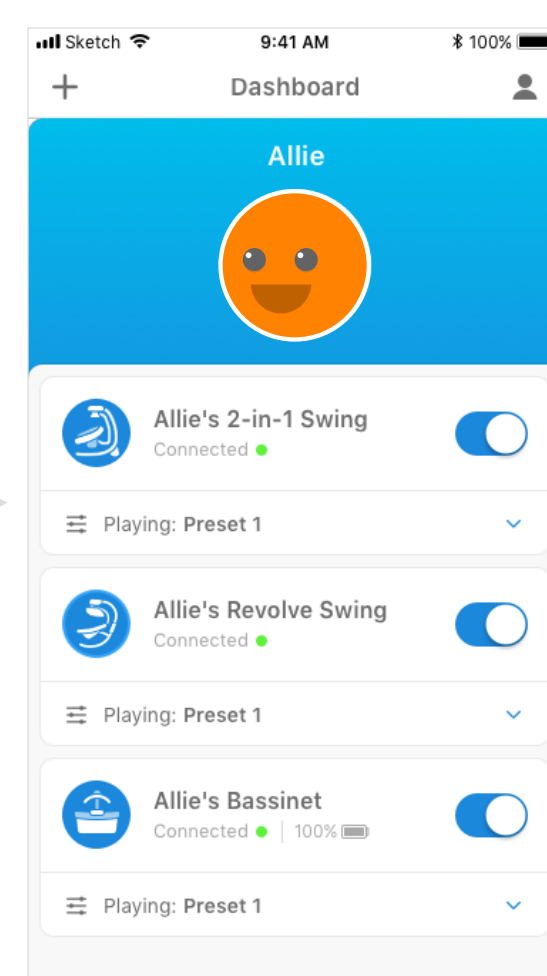 Sketch 9:41 AM 100%
Dashboard
Allie
Allie's 2-in-1 Swing
Connected
Playing: Preset 1
Allie's Revolve Swing
Connected
Playing: Preset 1
Allie's Bassinet
Connected 100%
Playing: Preset 1